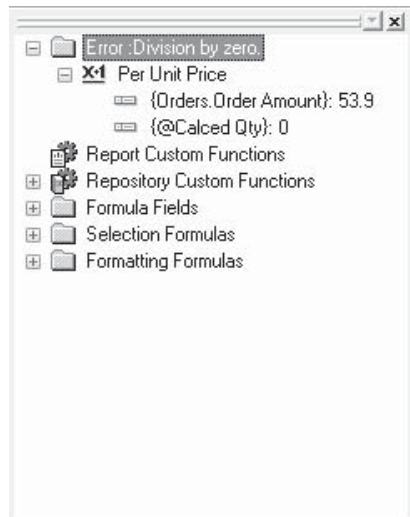 Error :Division by zero.
X+1 Per Unit Price
{Orders.Order Amount}: 53.9
{@Calced Qty}: 0
Report Custom Functions
Repository Custom Functions
Formula Fields
Selection Formulas
Formatting Formulas